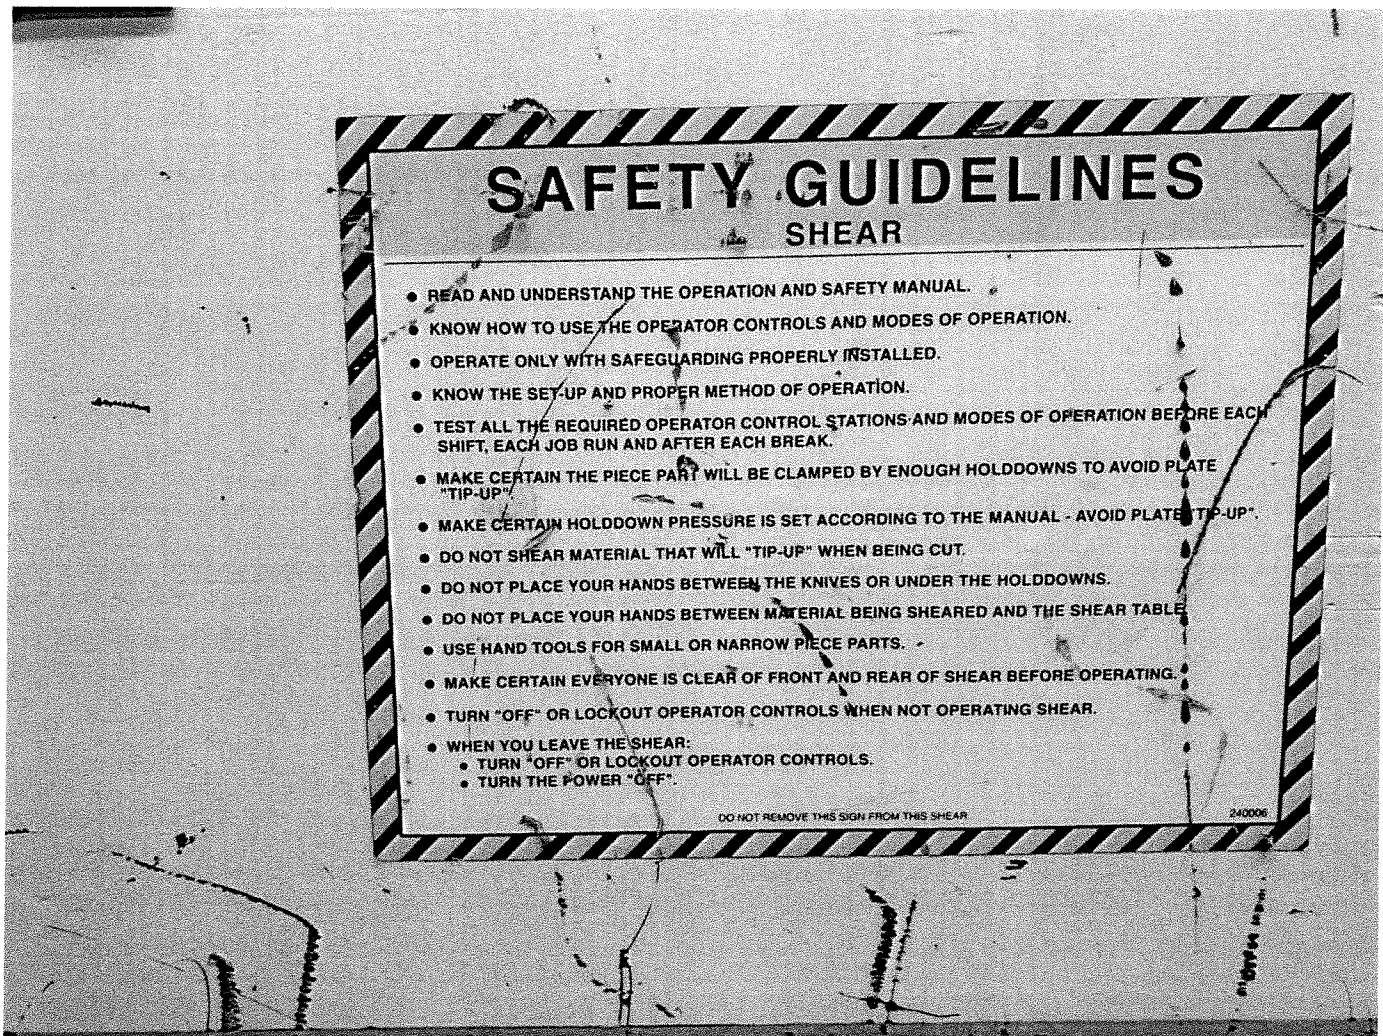 SAFETY GUIDELINES
SHEAR
● READ AND UNDERSTAND THE OPERATION AND SAFETY MANUAL.
● KNOW HOW TO USE THE OPERATOR CONTROLS AND MODES OF OPERATION.
● OPERATE ONLY WITH SAFEGUARDING PROPERLY INSTALLED.
● KNOW THE SET-UP AND PROPER METHOD OF OPERATION.
● TEST ALL THE REQUIRED OPERATOR CONTROL STATIONS AND MODES OF OPERATION BEFORE EACH
SHIFT, EACH JOB RUN AND AFTER EACH BREAK.
● MAKE CERTAIN THE PIECE PART WILL BE CLAMPED BY ENOUGH HOLDDOWNS TO AVOID PLATE
"TIP-UP".
● MAKE CERTAIN HOLDDOWN PRESSURE IS SET ACCORDING TO THE MANUAL - AVOID PLATE "TIP-UP".
● DO NOT SHEAR MATERIAL THAT WILL "TIP-UP" WHEN BEING CUT.
● DO NOT PLACE YOUR HANDS BETWEEN THE KNIVES OR UNDER THE HOLDDOWNS.
● DO NOT PLACE YOUR HANDS BETWEEN MATERIAL BEING SHEARED AND THE SHEAR TABLE.
● USE HAND TOOLS FOR SMALL OR NARROW PIECE PARTS.
● MAKE CERTAIN EVERYONE IS CLEAR OF FRONT AND REAR OF SHEAR BEFORE OPERATING.
● TURN "OFF" OR LOCKOUT OPERATOR CONTROLS WHEN NOT OPERATING SHEAR.
● WHEN YOU LEAVE THE SHEAR:
● TURN "OFF" OR LOCKOUT OPERATOR CONTROLS.
● TURN THE POWER "OFF".
DO NOT REMOVE THIS SIGN FROM THIS SHEAR
240006